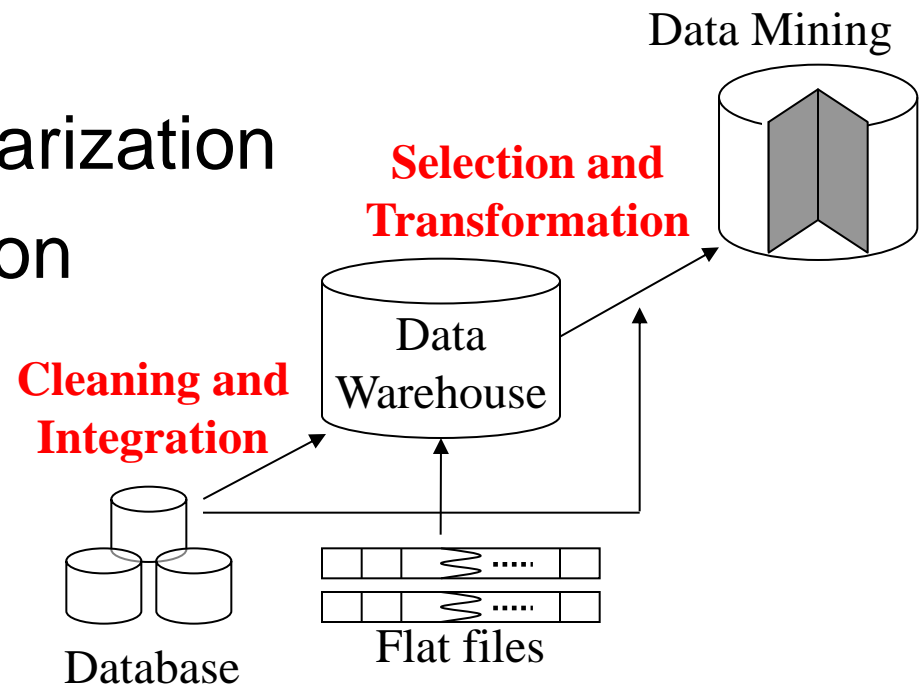 Data Mining
arization
on
Selection and
Transformation
Data
Warehouse
Cleaning and
Integration
Database
Flat files